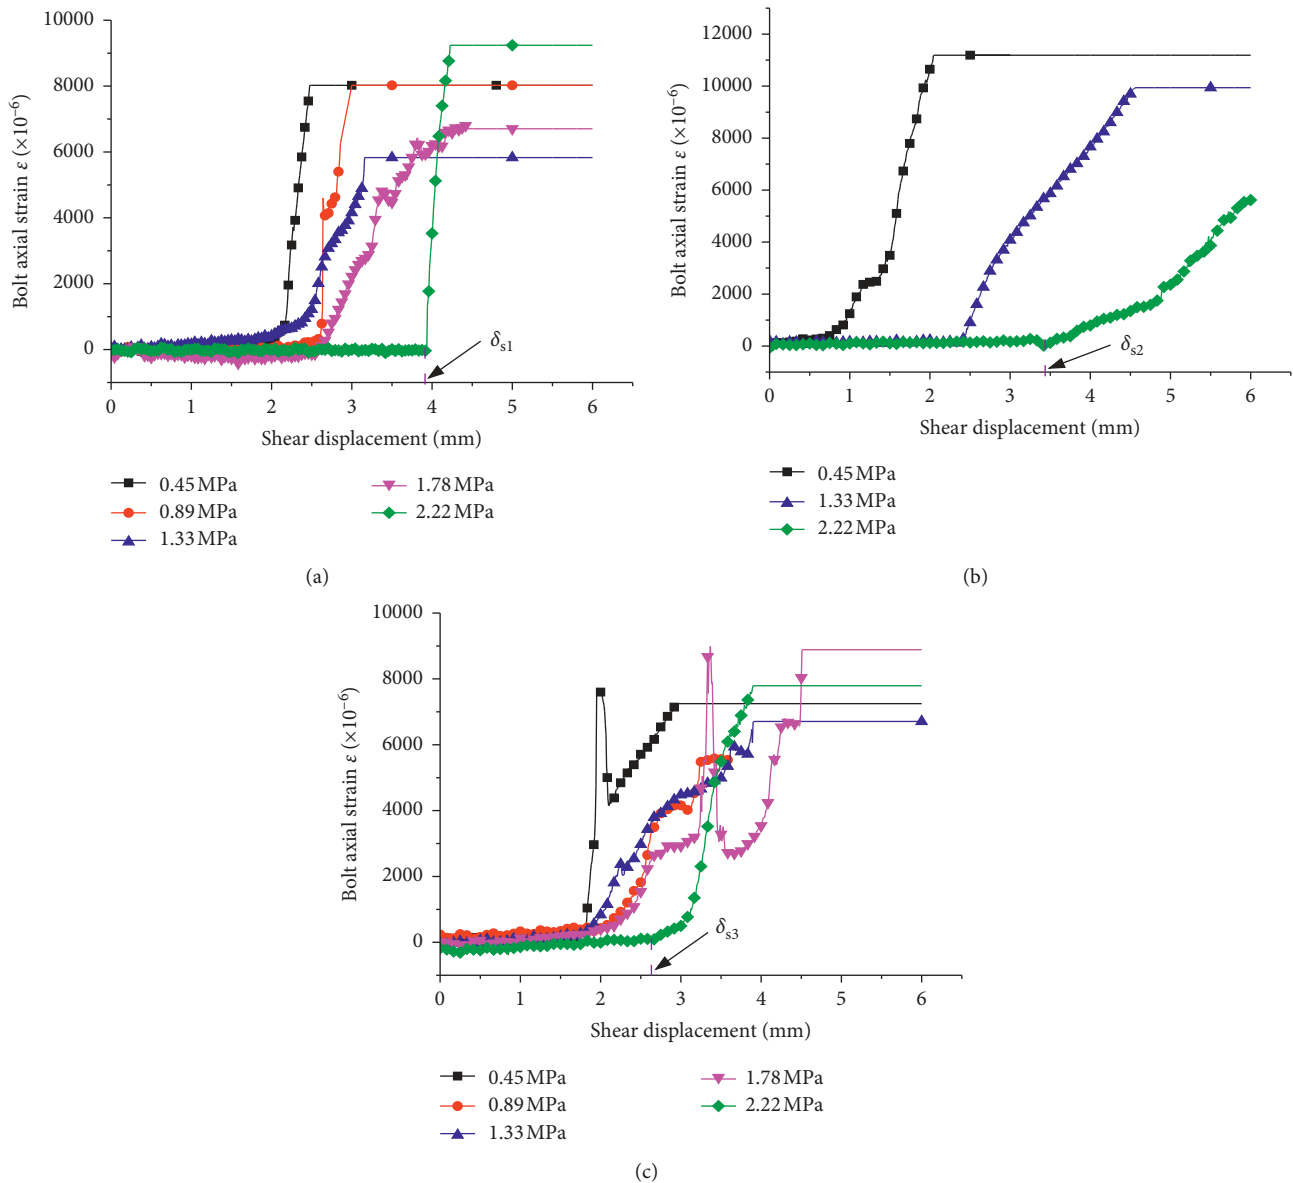 10000
8000
6000
4000
2000
0
Bolt axial strain ε (×10⁻⁶)
δs1
0 1 2 3 4 5 6
Shear displacement (mm)
0.45 MPa
0.89 MPa
1.33 MPa
1.78 MPa
2.22 MPa
(a)
12000
10000
8000
6000
4000
2000
0
Bolt axial strain ε (×10⁻⁶)
δs2
0 1 2 3 4 5 6
Shear displacement (mm)
0.45 MPa
1.33 MPa
2.22 MPa
(b)
10000
8000
6000
4000
2000
0
Bolt axial strain ε (×10⁻⁶)
δs3
0 1 2 3 4 5 6
Shear displacement (mm)
0.45 MPa
0.89 MPa
1.33 MPa
1.78 MPa
2.22 MPa
(c)